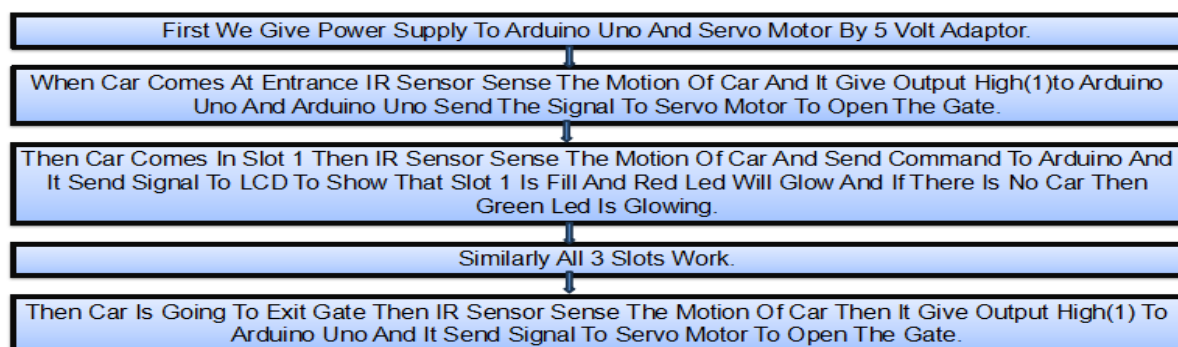 First We Give Power Supply To Arduino Uno And Servo Motor By 5 Volt Adaptor.
When Car Comes At Entrance IR Sensor Sense The Motion Of Car And It Give Output High(1)to Arduino
Uno And Arduino Uno Send The Signal To Servo Motor To Open The Gate.
Then Car Comes In Slot 1 Then IR Sensor Sense The Motion Of Car And Send Command To Arduino And
It Send Signal To LCD To Show That Slot 1 Is Fill And Red Led Will Glow And If There Is No Car Then
Green Led Is Glowing.
Similarly All 3 Slots Work.
Then Car Is Going To Exit Gate Then IR Sensor Sense The Motion Of Car Then It Give Output High(1) To
Arduino Uno And It Send Signal To Servo Motor To Open The Gate.